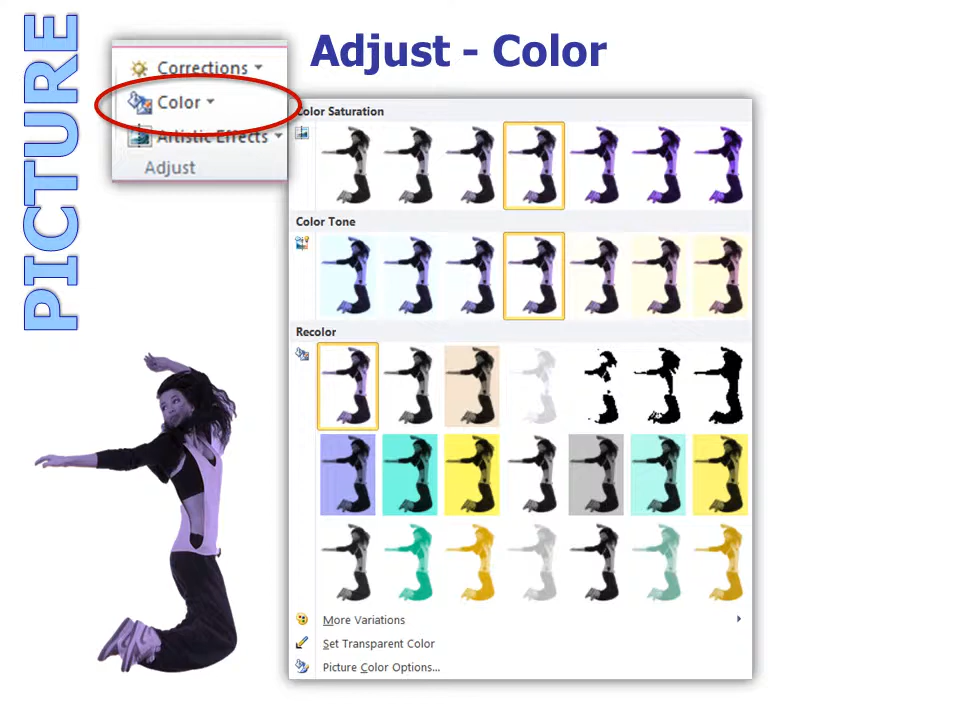 PICTURE
Adjust - Color
Corrections
Color
Artistic Effects
Adjust
Color Saturation
Color Tone
Recolor
More Variations
Set Transparent Color
Picture Color Options...